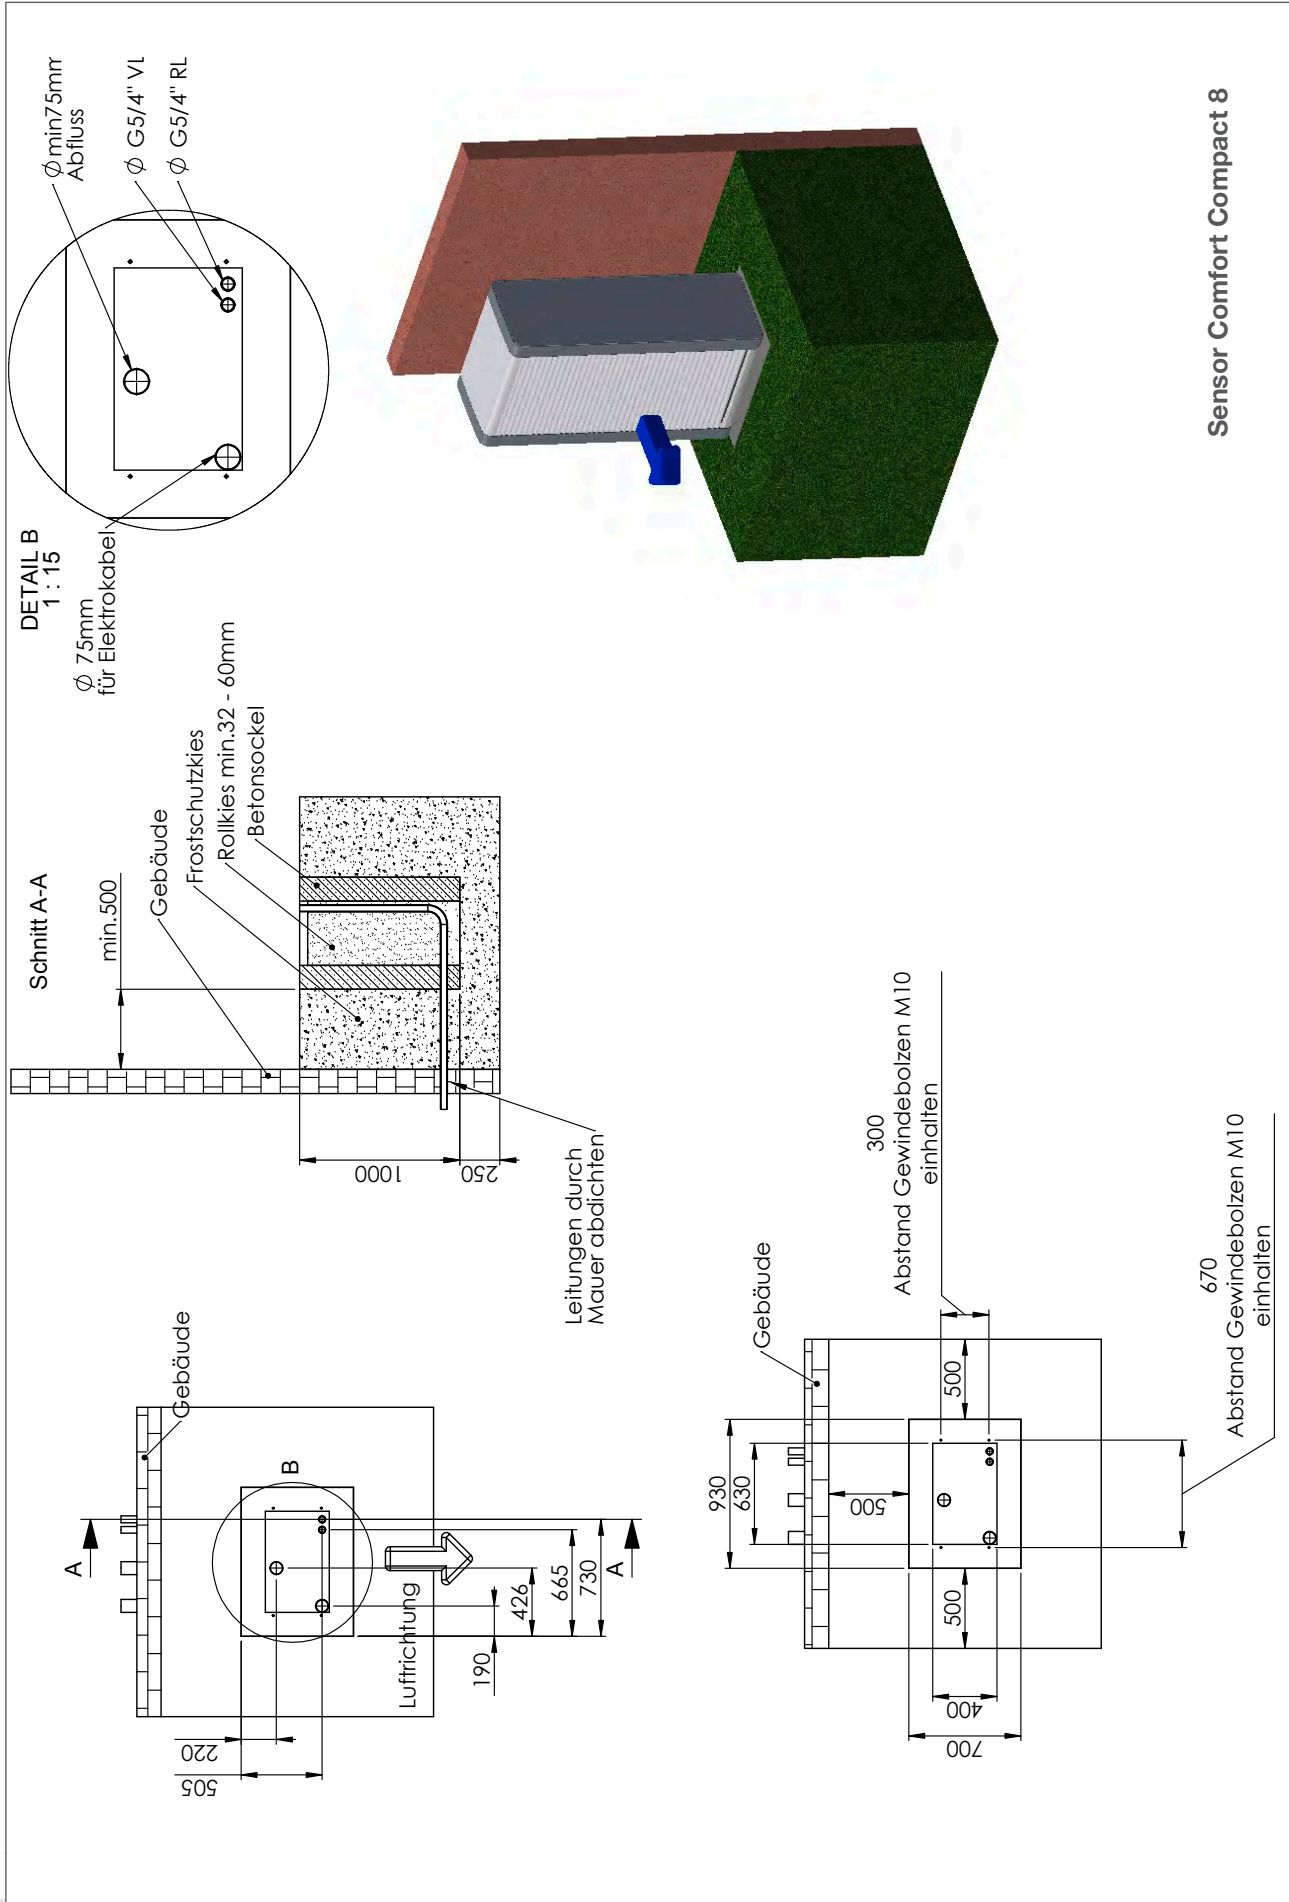 DETAIL B
1 : 15
Ø min75mm
Abfluss
Ø G5/4" VL
Ø G5/4" RL
Ø 75mm
für Elektrokabel
Schnitt A-A
min.500
Gebäude
Frostschutzkies
Rollkies min.32 - 60mm
Betonsockel
1000
250
Leitungen durch
Mauer abdichten
Gebäude
A
B
A
Luftrichtung
190
426
665
730
220
505
Gebäude
930
630
500
500
500
400
700
300
Abstand Gewindebolzen M10
einhalten
670
Abstand Gewindebolzen M10
einhalten
Sensor Comfort Compact 8